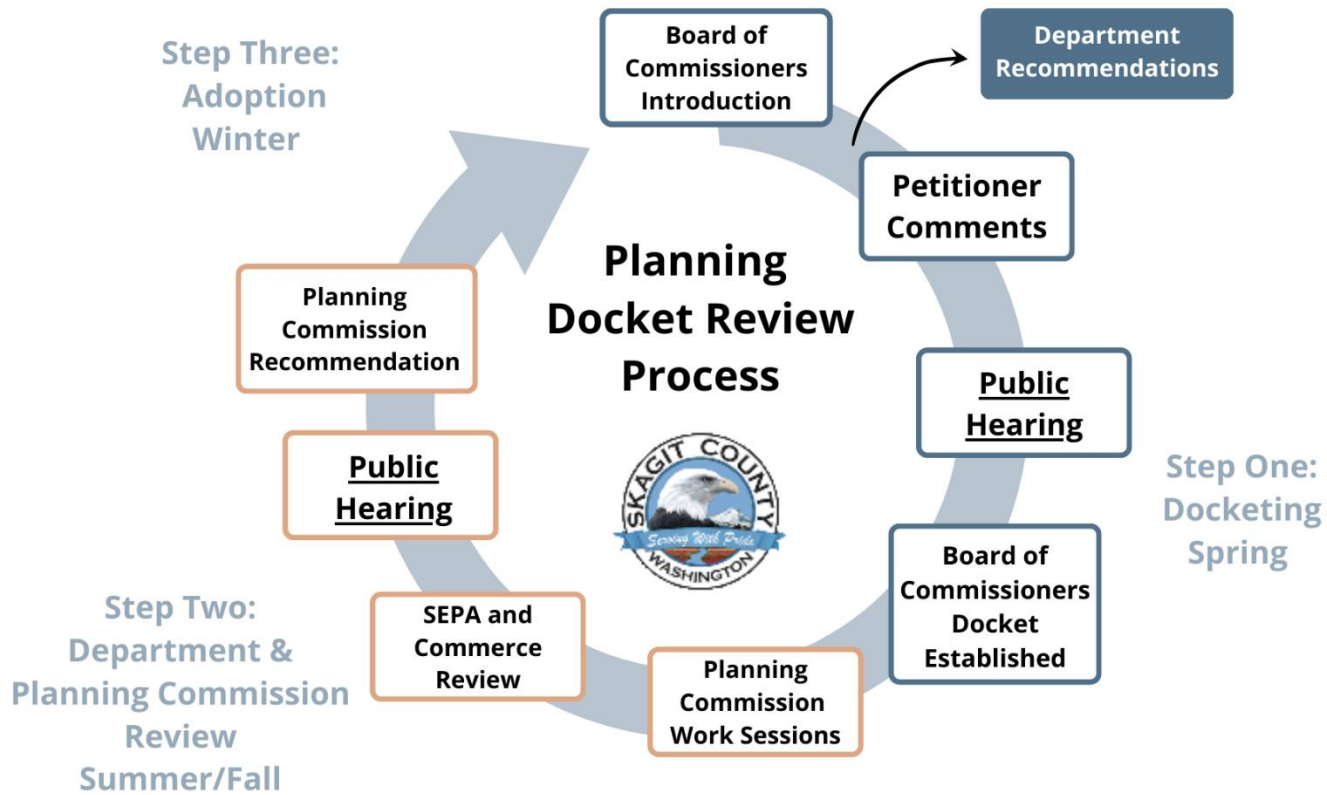 Planning
Docket Review
Process
Board of
Commissioners
Introduction
Department
Recommendations
Petitioner
Comments
Public
Hearing
Step One:
Docketing
Spring
Board of
Commissioners
Docket
Established
Planning
Commission
Work Sessions
SEPA and
Commerce
Review
Step Two:
Department &
Planning Commission
Review
Summer/Fall
Public
Hearing
Planning
Commission
Recommendation
Step Three:
Adoption
Winter
SKAGIT COUNTY
Serving With Pride
WASHINGTON